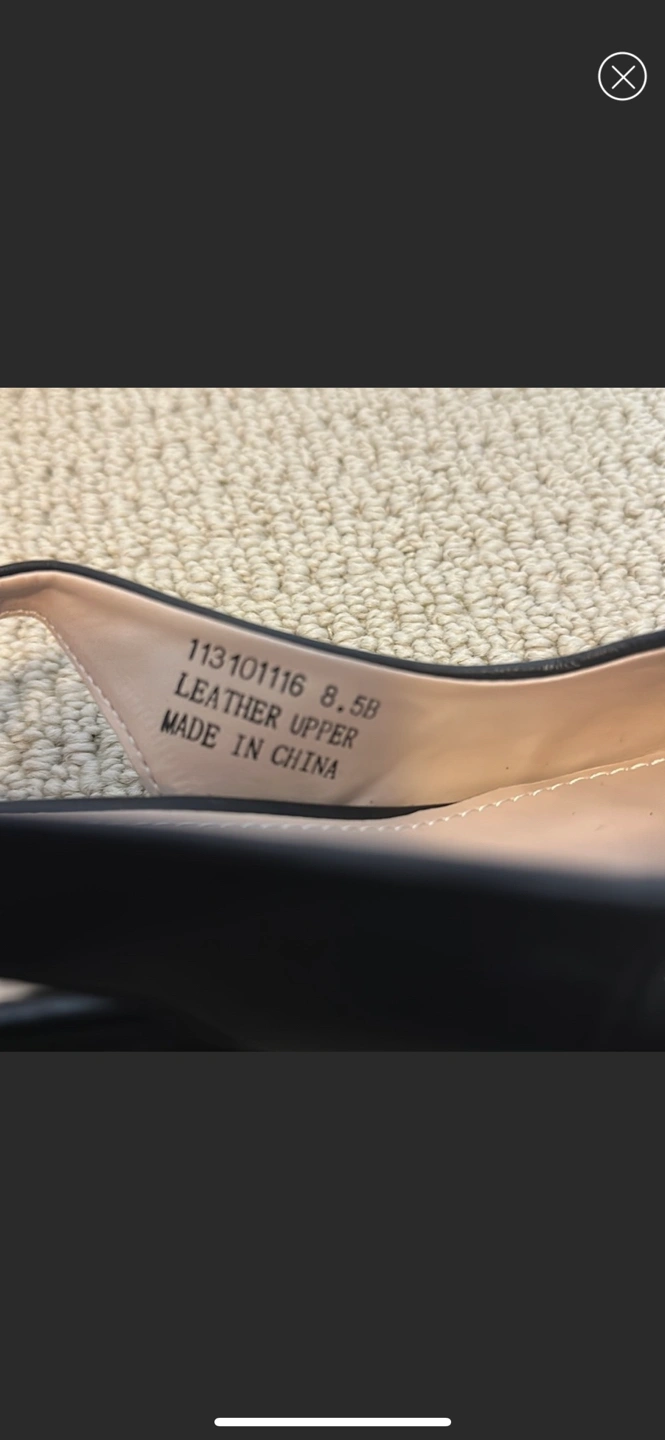 113101116 8.5B
LEATHER UPPER
MADE IN CHINA